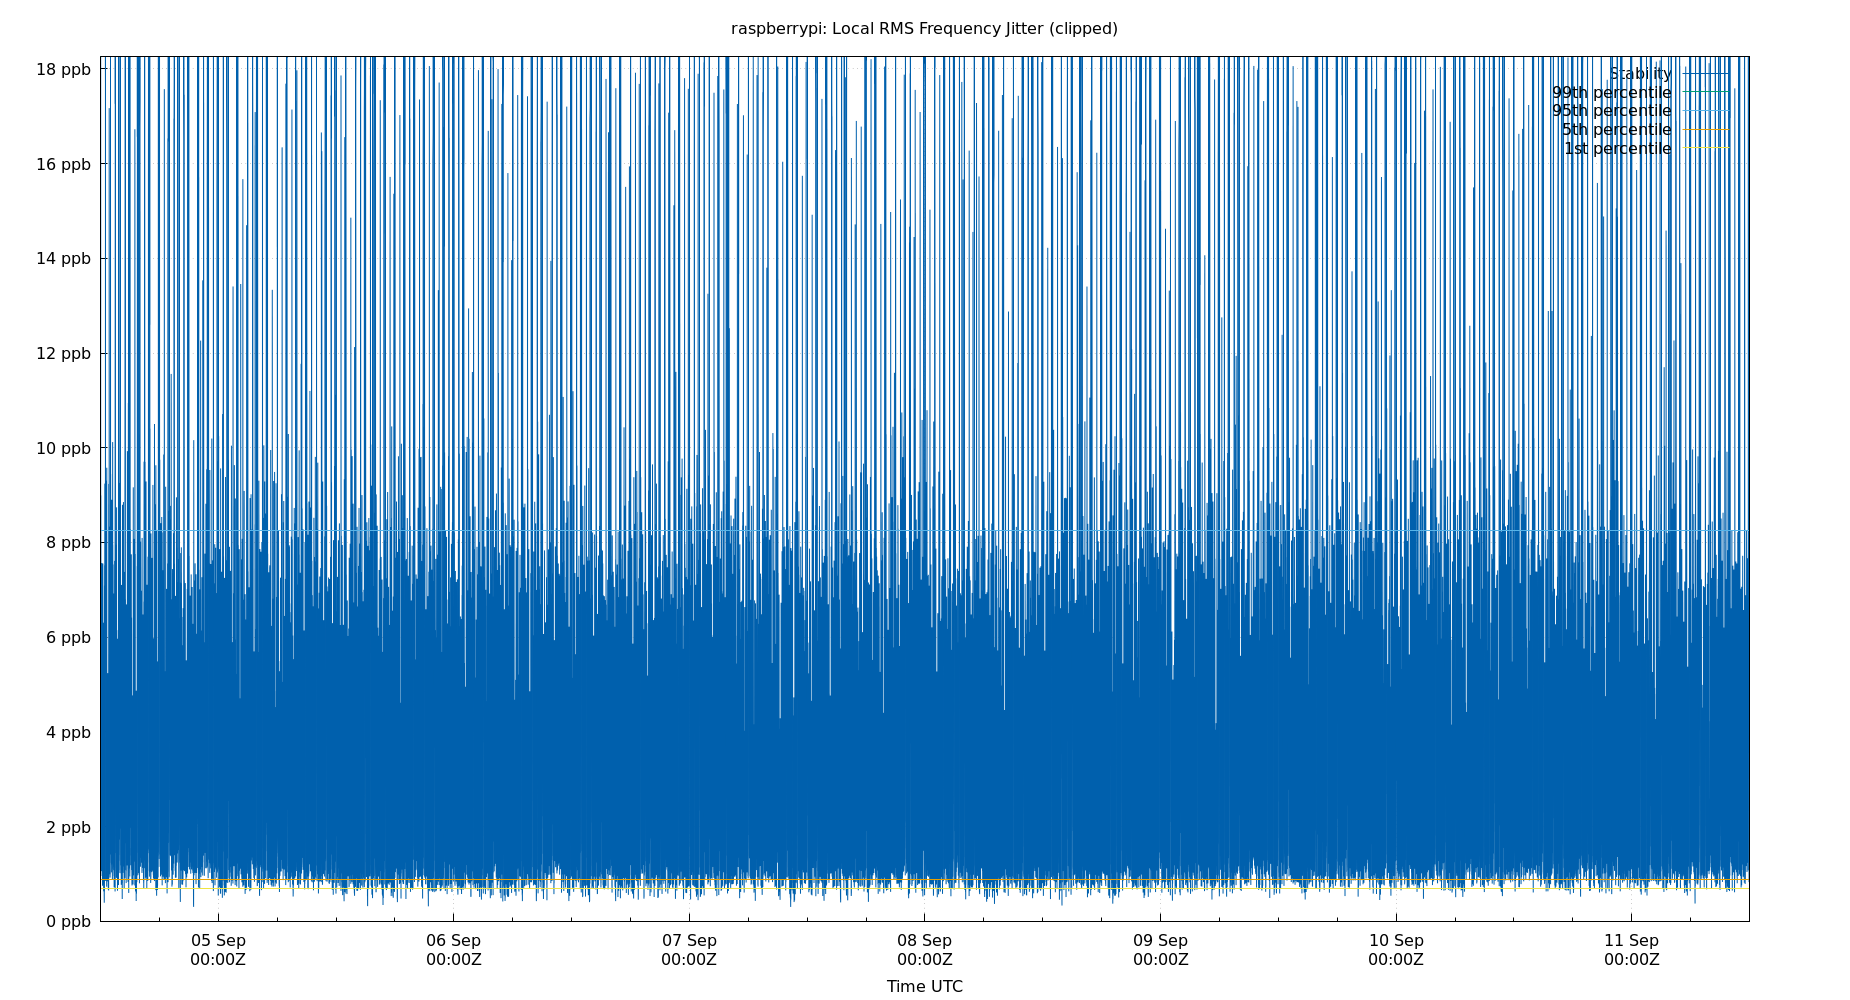 raspberrypi: Local RMS Frequency Jitter (clipped)
18 ppb
16 ppb
14 ppb
12 ppb
10 ppb
8 ppb
6 ppb
4 ppb
2 ppb
0 ppb
Stability
99th percentile
95th percentile
5th percentile
1st percentile
05 Sep
00:00Z
06 Sep
00:00Z
07 Sep
00:00Z
08 Sep
00:00Z
09 Sep
00:00Z
10 Sep
00:00Z
11 Sep
00:00Z
Time UTC